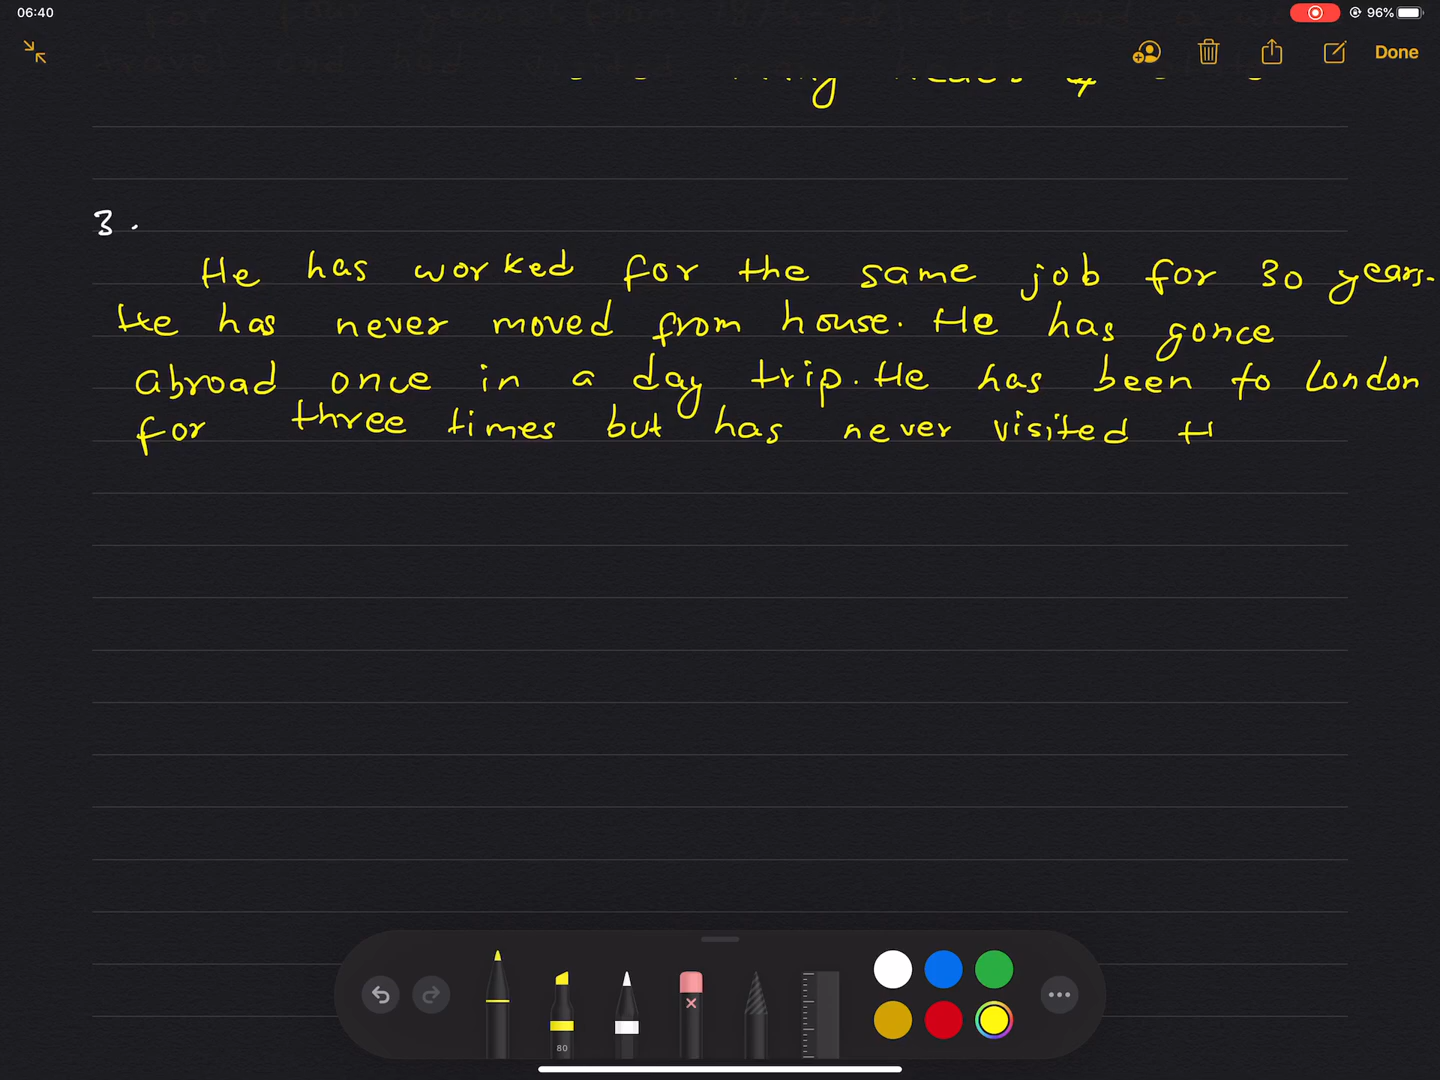 06:40
96%
Done
3.
He has worked for the same job for 30 years.
He has never moved from house. He has gonce
abroad once in a day trip. He has been to London
for three times but has never visited t
80